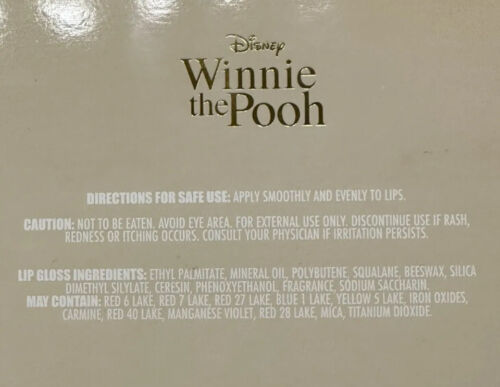 Disney
Winnie
the Pooh
DIRECTIONS FOR SAFE USE: APPLY SMOOTHLY AND EVENLY TO LIPS.
CAUTION: NOT TO BE EATEN. AVOID EYE AREA. FOR EXTERNAL USE ONLY. DISCONTINUE USE IF RASH,
REDNESS OR ITCHING OCCURS. CONSULT YOUR PHYSICIAN IF IRRITATION PERSISTS.
LIP GLOSS INGREDIENTS: ETHYL PALMITATE, MINERAL OIL, POLYBUTENE, SQUALANE, BEESWAX, SILICA
DIMETHYL SILYLATE, CERESIN, PHENOXYETHANOL, FRAGRANCE, SODIUM SACCHARIN.
MAY CONTAIN: RED 6 LAKE, RED 7 LAKE, RED 27 LAKE, BLUE 1 LAKE, YELLOW 5 LAKE, IRON OXIDES,
CARMINE, RED 40 LAKE, MANGANESE VIOLET, RED 28 LAKE, MICA, TITANIUM DIOXIDE.